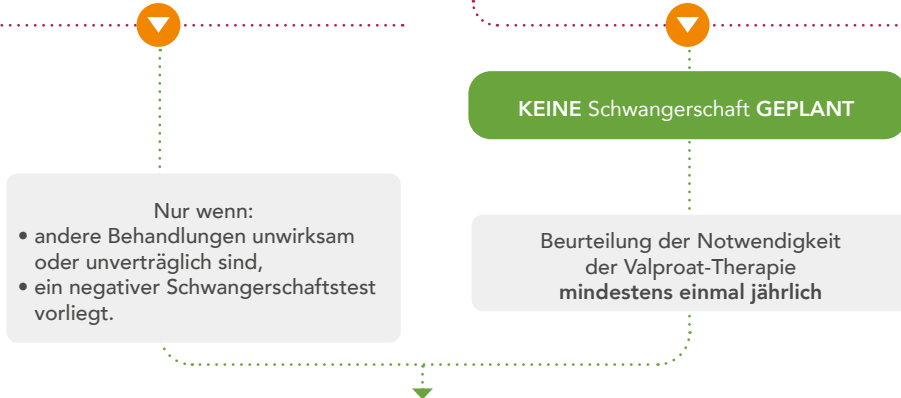 KEINE Schwangerschaft GEPLANT
Nur wenn:
• andere Behandlungen unwirksam
oder unverträglich sind,
• ein negativer Schwangerschaftstest
vorliegt.
Beurteilung der Notwendigkeit
der Valproat-Therapie
mindestens einmal jährlich